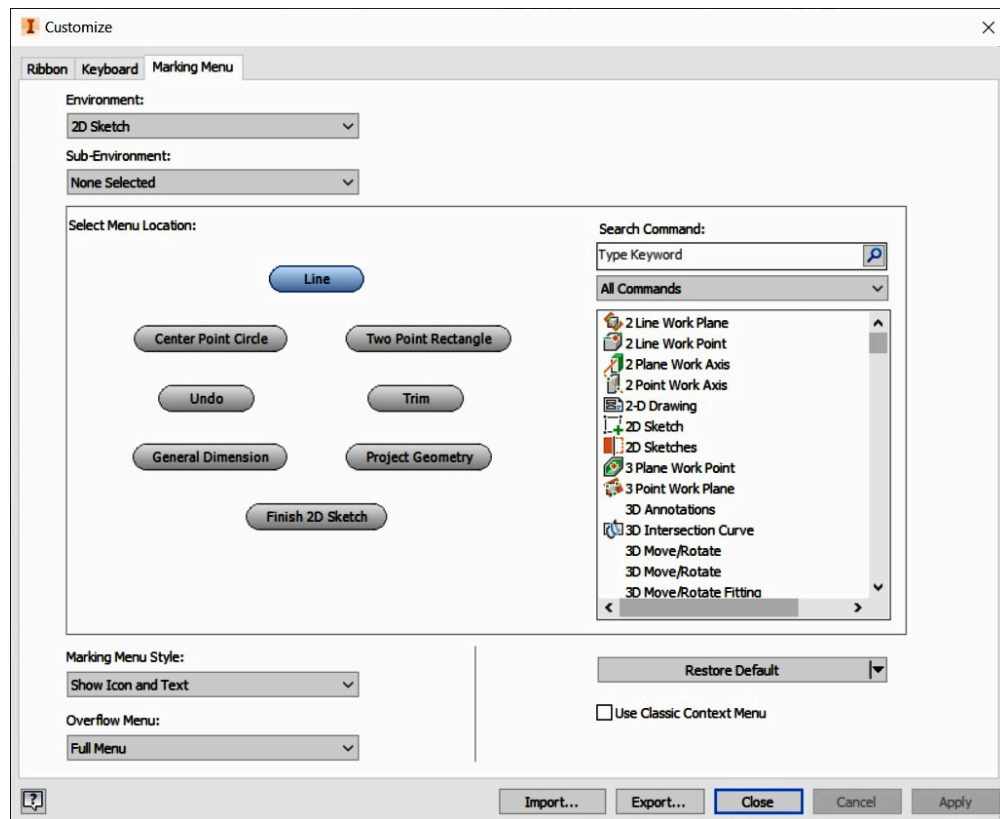 Customize
Ribbon Keyboard Marking Menu
Environment:
2D Sketch
Sub-Environment:
None Selected
Select Menu Location:
Line
Center Point Circle Two Point Rectangle
Undo Trim
General Dimension Project Geometry
Finish 2D Sketch
Search Command:
Type Keyword
All Commands
2 Line Work Plane
2 Line Work Point
2 Plane Work Axis
2 Point Work Axis
2-D Drawing
2D Sketch
2D Sketches
3 Plane Work Point
3 Point Work Plane
3D Annotations
3D Intersection Curve
3D Move/Rotate
3D Move/Rotate
3D Move/Rotate Fitting
Marking Menu Style:
Show Icon and Text
Overflow Menu:
Full Menu
Restore Default
Use Classic Context Menu
Import... Export... Close Cancel Apply